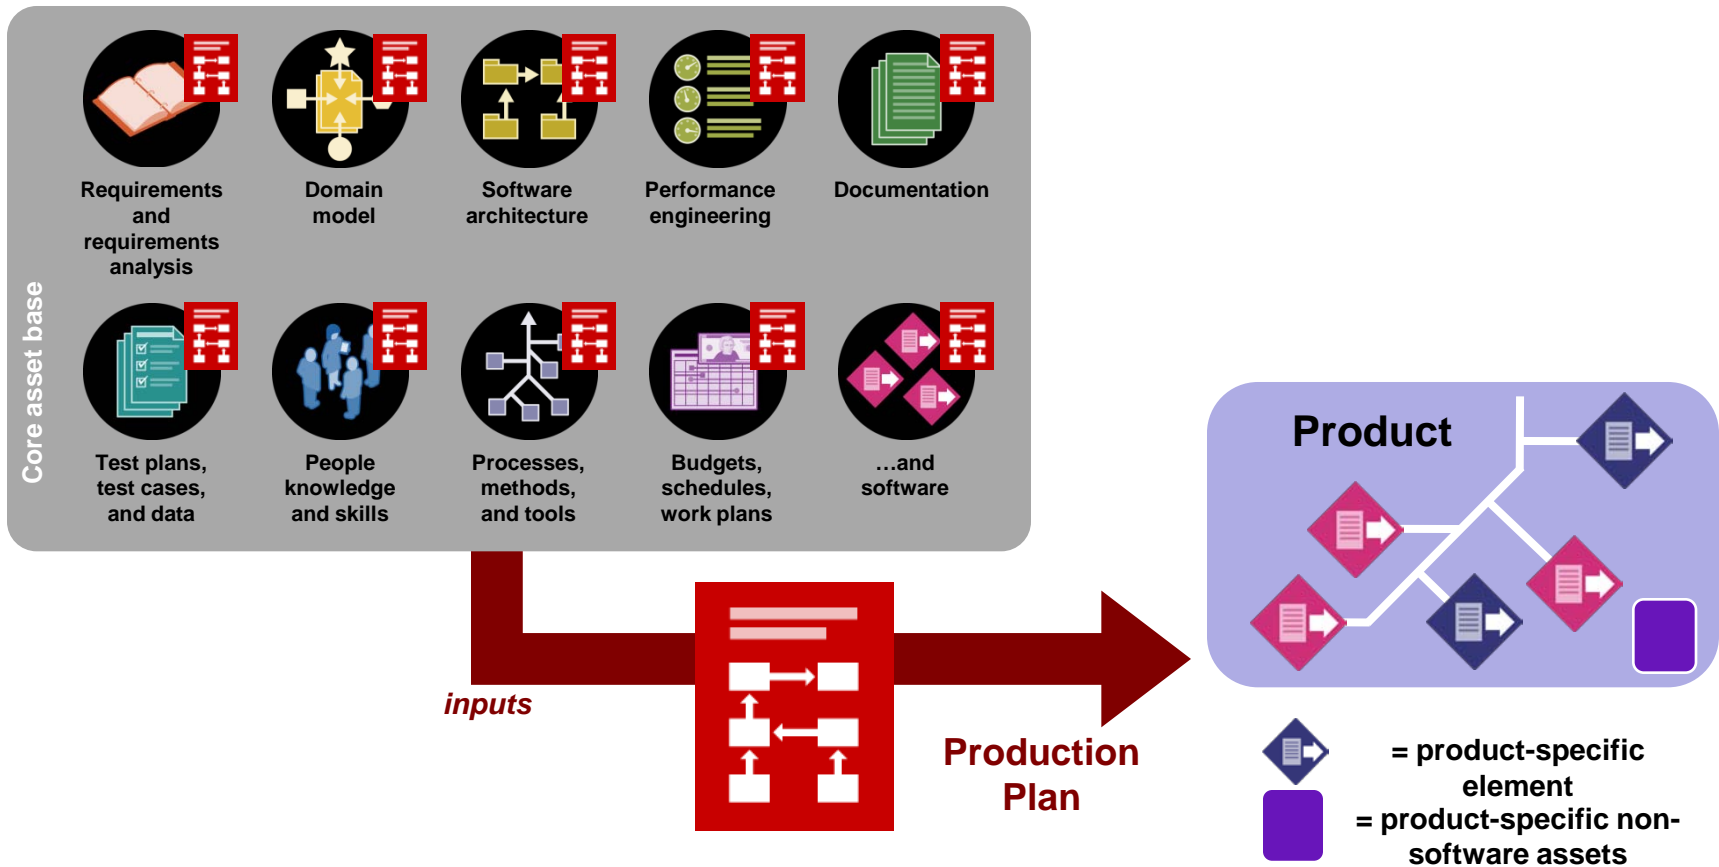 Core asset base
Requirements
and
requirements
analysis
Domain
model
Software
architecture
Performance
engineering
Documentation
Test plans,
test cases,
and data
People
knowledge
and skills
Processes,
methods,
and tools
Budgets,
schedules,
work plans
…and
software
inputs
Production
Plan
Product
= product-specific
element
= product-specific non-
software assets